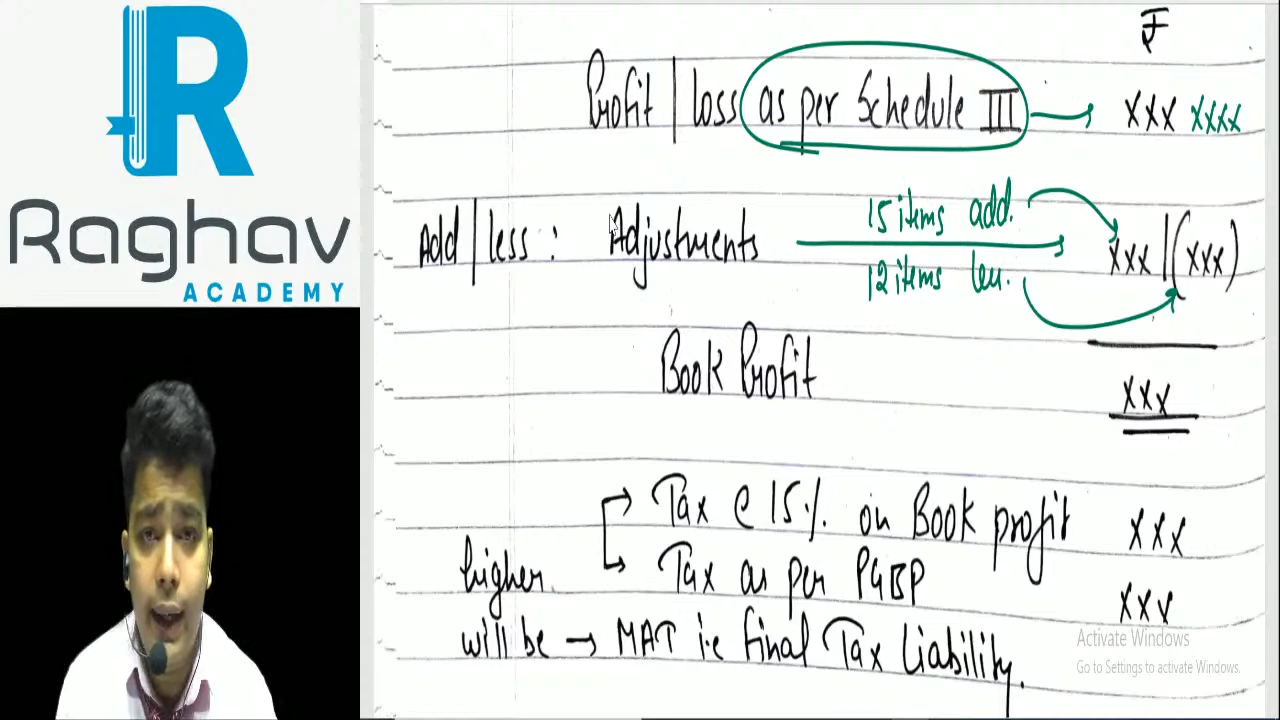 R
Raghav
ACADEMY
₹
Profit | loss as per Schedule III → xxx xxxx
15 items add.
Add | less : Adjustments xxx | (xxx)
12 items less.
Book Profit xxx
Tax @ 15% on Book profit xxx
higher Tax as per PGBP xxx
will be → MAT i.e final Tax liability.
Activate Windows
Go to Settings to activate Windows.